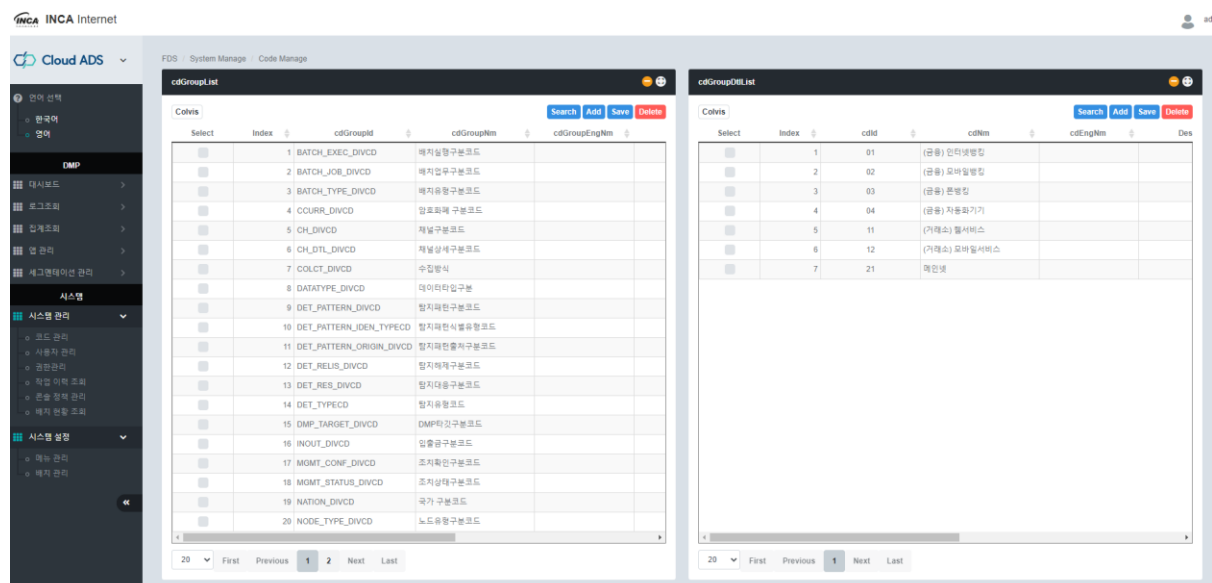 INCA INCA Internet
ad
Cloud ADS
FDS / System Manage / Code Manage
언어 선택
한국어
영어
DMP
대시보드
로그조회
집계조회
앱 관리
세그멘테이션 관리
시스템
시스템 관리
코드 관리
사용자 관리
권한관리
작업 이력 조회
콘솔 정책 관리
배치 현황 조회
시스템 설정
메뉴 관리
배치 관리
cdGroupList
Colvis
Search Add Save Delete
Select Index cdGroupId cdGroupNm cdGroupEngNm
1 BATCH_EXEC_DIVCD 배치실행구분코드
2 BATCH_JOB_DIVCD 배치업무구분코드
3 BATCH_TYPE_DIVCD 배치유형구분코드
4 CCURR_DIVCD 암호화폐 구분코드
5 CH_DIVCD 채널구분코드
6 CH_DTL_DIVCD 채널상세구분코드
7 COLCT_DIVCD 수집방식
8 DATATYPE_DIVCD 데이터타입구분
9 DET_PATTERN_DIVCD 탐지패턴구분코드
10 DET_PATTERN_IDEN_TYPECD 탐지패턴식별유형코드
11 DET_PATTERN_ORIGIN_DIVCD 탐지패턴출처구분코드
12 DET_RELIS_DIVCD 탐지해제구분코드
13 DET_RES_DIVCD 탐지대응구분코드
14 DET_TYPECD 탐지유형코드
15 DMP_TARGET_DIVCD DMP타깃구분코드
16 INOUT_DIVCD 입출금구분코드
17 MGMT_CONF_DIVCD 조치확인구분코드
18 MGMT_STATUS_DIVCD 조치상태구분코드
19 NATION_DIVCD 국가 구분코드
20 NODE_TYPE_DIVCD 노드유형구분코드
20 First Previous 1 2 Next Last
cdGroupDtlList
Colvis
Search Add Save Delete
Select Index cdId cdNm cdEngNm Des
1 01 (금융) 인터넷뱅킹
2 02 (금융) 모바일뱅킹
3 03 (금융) 폰뱅킹
4 04 (금융) 자동화기기
5 11 (거래소) 웹서비스
6 12 (거래소) 모바일서비스
7 21 메인넷
20 First Previous 1 Next Last